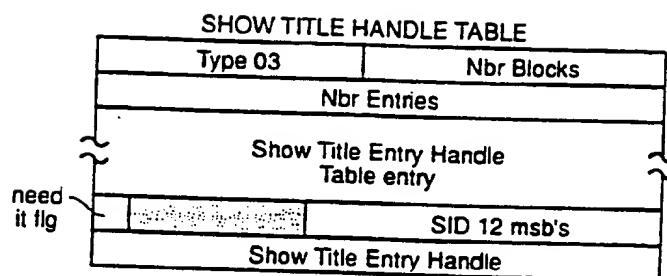 SHOW TITLE HANDLE TABLE
Type 03 Nbr Blocks
Nbr Entries
Show Title Entry Handle
Table entry
need
it flg
SID 12 msb's
Show Title Entry Handle